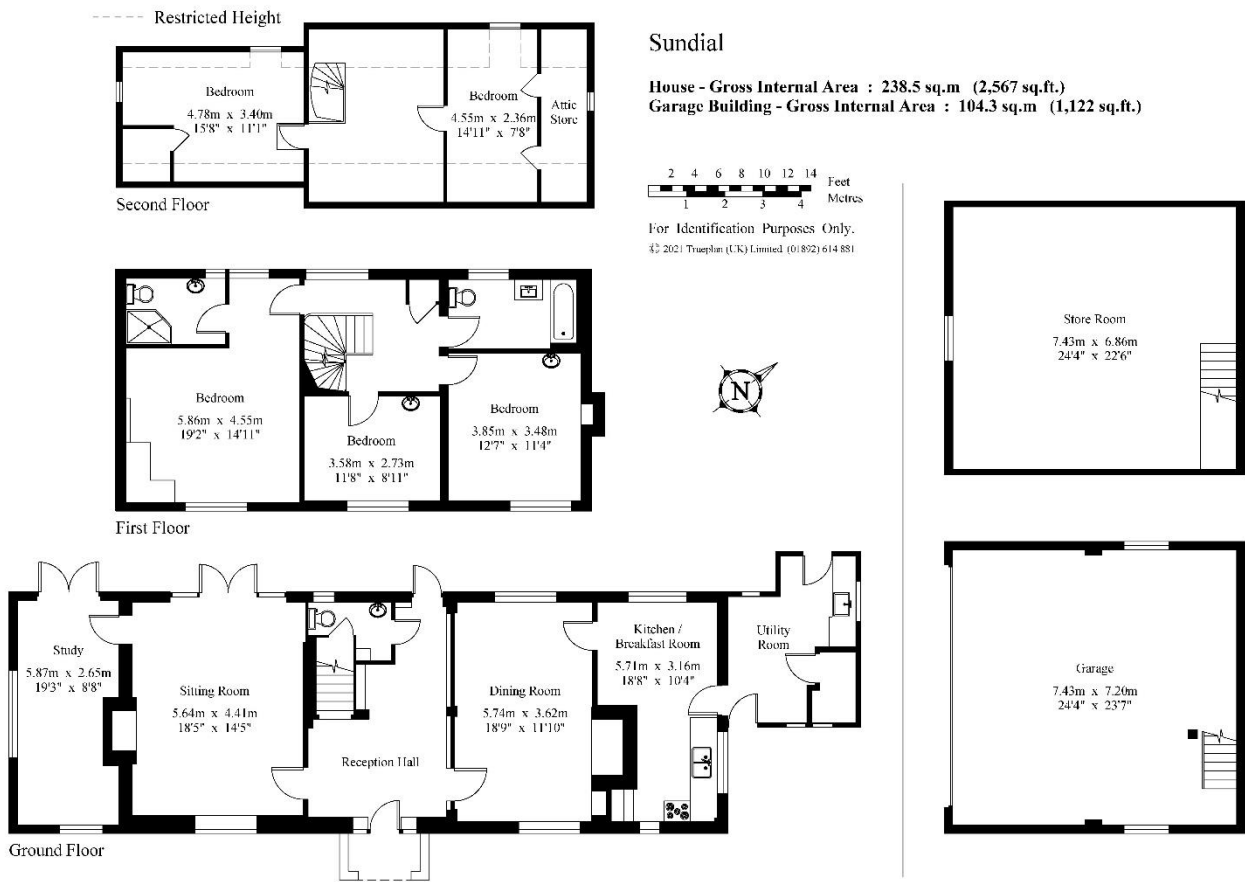 Restricted Height
Sundial
House - Gross Internal Area : 238.5 sq.m (2,567 sq.ft.)
Garage Building - Gross Internal Area : 104.3 sq.m (1,122 sq.ft.)
Bedroom
4.78m x 3.40m
15'8" x 11'1"
Bedroom
4.55m x 2.36m
14'11" x 7'8"
Attic
Store
Second Floor
2 4 6 8 10 12 14 Feet
1 2 3 4 Metres
For Identification Purposes Only.
© 2021 Trueplan (UK) Limited (01892) 614 881
Bedroom
5.86m x 4.55m
19'2" x 14'11"
Bedroom
3.58m x 2.73m
11'8" x 8'11"
Bedroom
3.85m x 3.48m
12'7" x 11'4"
First Floor
N
Store Room
7.43m x 6.86m
24'4" x 22'6"
Study
5.87m x 2.65m
19'3" x 8'8"
Sitting Room
5.64m x 4.41m
18'5" x 14'5"
Reception Hall
Dining Room
5.74m x 3.62m
18'9" x 11'10"
Kitchen /
Breakfast Room
5.71m x 3.16m
18'8" x 10'4"
Utility
Room
Garage
7.43m x 7.20m
24'4" x 23'7"
Ground Floor